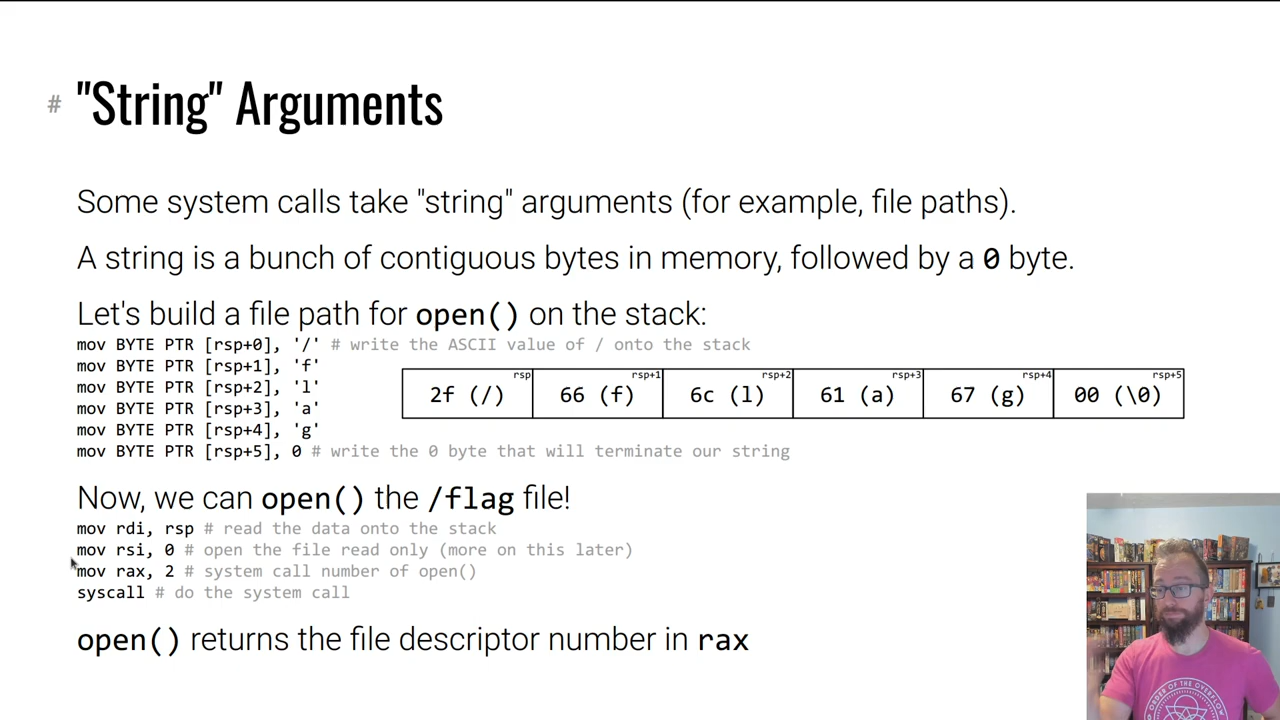 # "String" Arguments
Some system calls take "string" arguments (for example, file paths).
A string is a bunch of contiguous bytes in memory, followed by a 0 byte.
Let's build a file path for open() on the stack:
mov BYTE PTR [rsp+0], '/' # write the ASCII value of / onto the stack
mov BYTE PTR [rsp+1], 'f'
mov BYTE PTR [rsp+2], 'l'
mov BYTE PTR [rsp+3], 'a'
mov BYTE PTR [rsp+4], 'g'
mov BYTE PTR [rsp+5], 0 # write the 0 byte that will terminate our string
rsp rsp+1 rsp+2 rsp+3 rsp+4 rsp+5
2f (/) 66 (f) 6c (l) 61 (a) 67 (g) 00 (\0)
Now, we can open() the /flag file!
mov rdi, rsp # read the data onto the stack
mov rsi, 0 # open the file read only (more on this later)
mov rax, 2 # system call number of open()
syscall # do the system call
open() returns the file descriptor number in rax
ORDER OF THE OVERFLOW